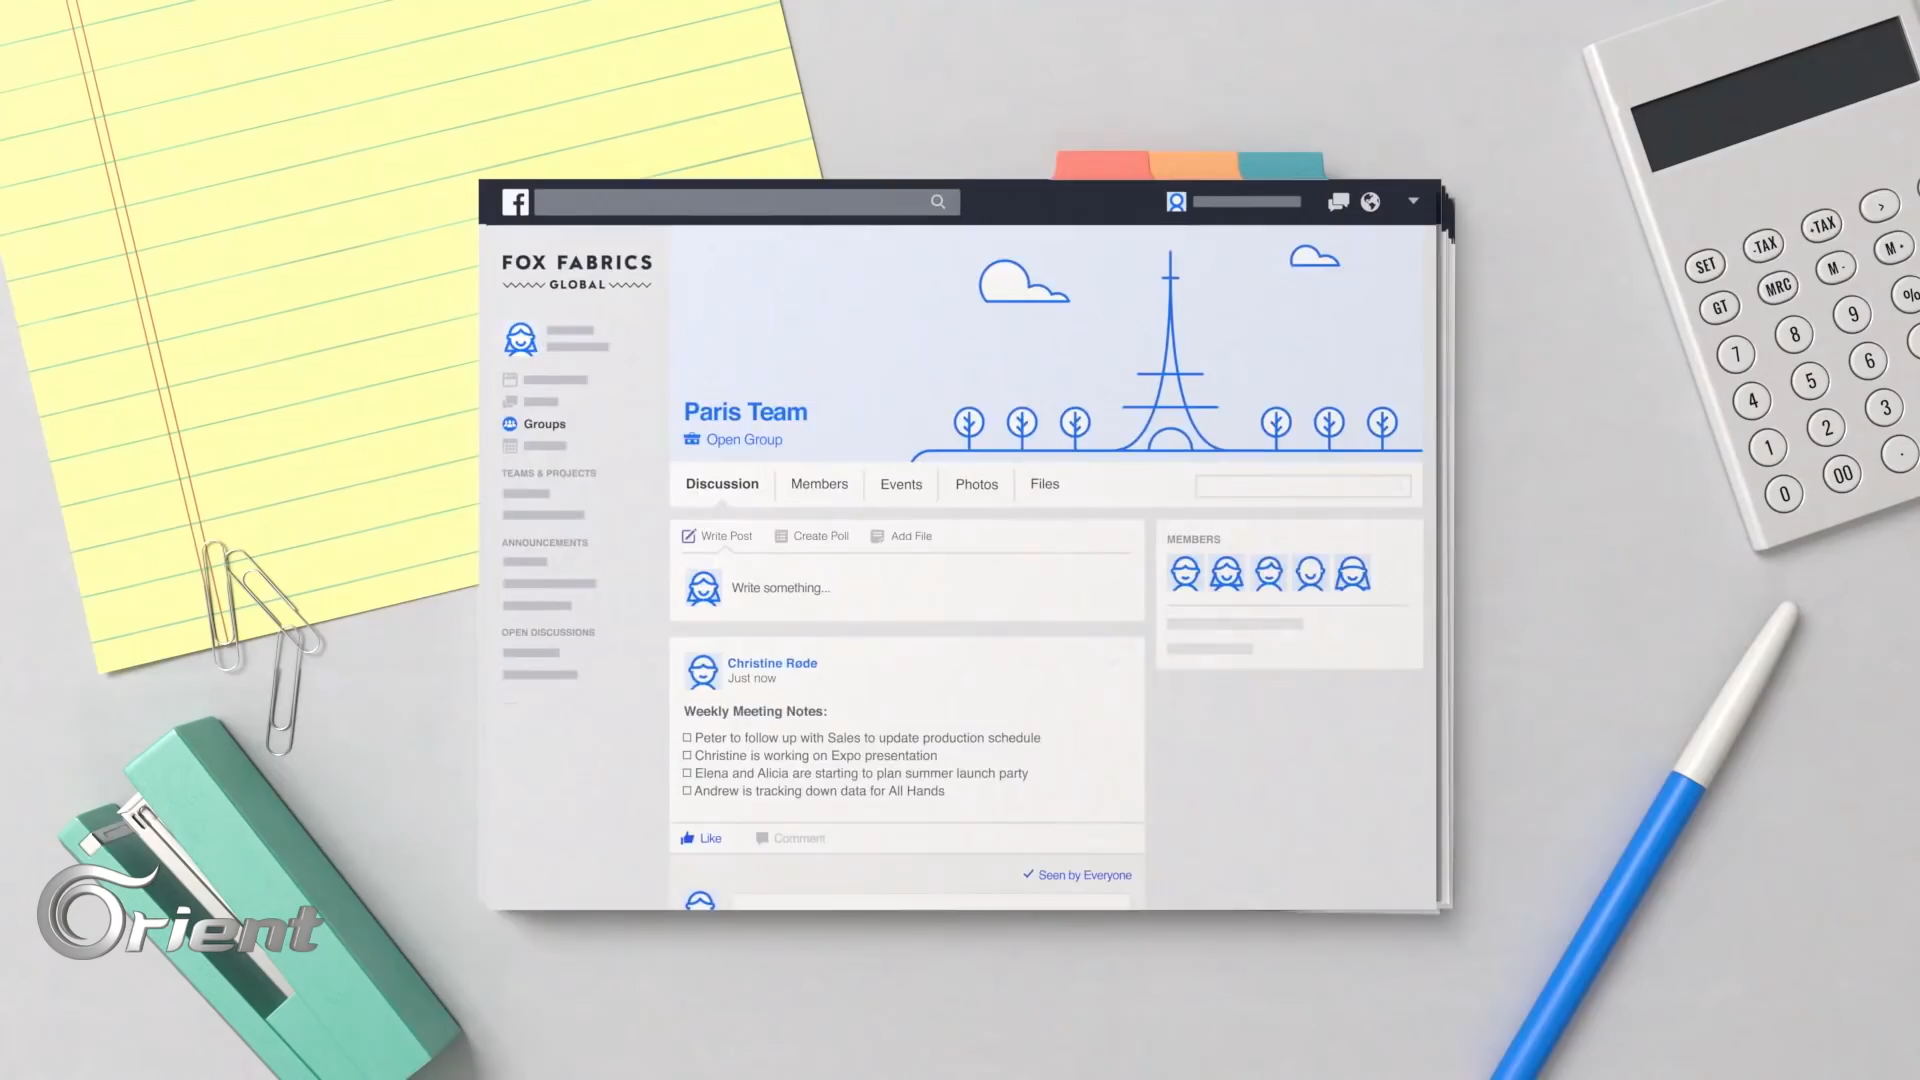 FOX FABRICS
GLOBAL
Groups
TEAMS & PROJECTS
ANNOUNCEMENTS
OPEN DISCUSSIONS
Paris Team
Open Group
Discussion Members Events Photos Files
Write Post Create Poll Add File
Write something...
MEMBERS
Christine Røde
Just now
Weekly Meeting Notes:
Peter to follow up with Sales to update production schedule
Christine is working on Expo presentation
Elena and Alicia are starting to plan summer launch party
Andrew is tracking down data for All Hands
Like Comment
Seen by Everyone
SET -TAX +TAX >
GT MRC M- M+
7 8 9 %
4 5 6
1 2 3
0 00 .
Orient